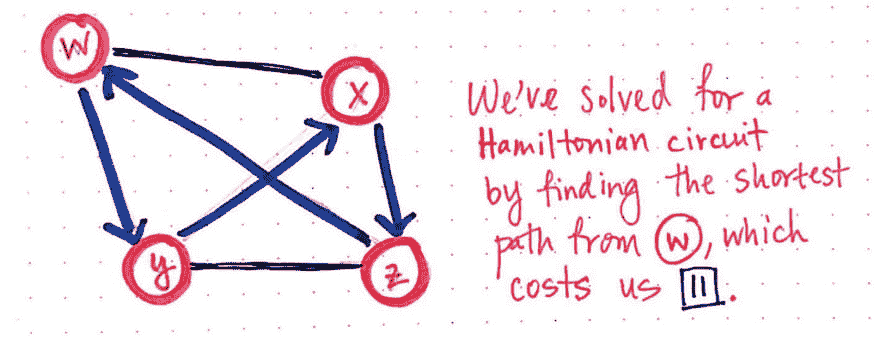 w
x
y
z
We've solved for a
Hamiltonian circuit
by finding the shortest
path from w, which
costs us 11.